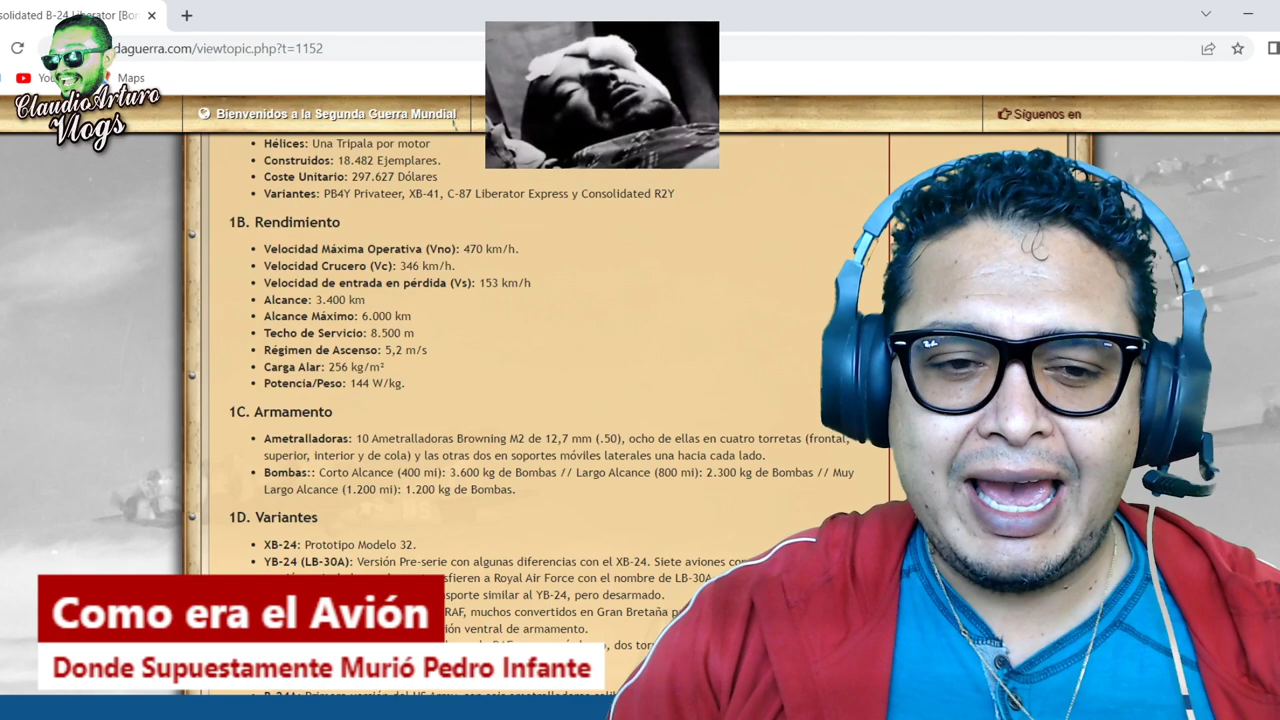 solidated B-24 Liberator [Bon
daguerra.com/viewtopic.php?t=1152
Maps
ClaudioArturo
Vlogs
Bienvenidos a la Segunda Guerra Mundial
Síguenos en
Hélices: Una Tripala por motor
Construidos: 18.482 Ejemplares.
Coste Unitario: 297.627 Dólares
Variantes: PB4Y Privateer, XB-41, C-87 Liberator Express y Consolidated R2Y
1B. Rendimiento
Velocidad Máxima Operativa (Vno): 470 km/h.
Velocidad Crucero (Vc): 346 km/h.
Velocidad de entrada en pérdida (Vs): 153 km/h
Alcance: 3.400 km
Alcance Máximo: 6.000 km
Techo de Servicio: 8.500 m
Régimen de Ascenso: 5,2 m/s
Carga Alar: 256 kg/m²
Potencia/Peso: 144 W/kg.
1C. Armamento
Ametralladoras: 10 Ametralladoras Browning M2 de 12,7 mm (.50), ocho de ellas en cuatro torretas (frontal,
superior, interior y de cola) y las otras dos en soportes móviles laterales una hacia cada lado.
Bombas:: Corto Alcance (400 mi): 3.600 kg de Bombas // Largo Alcance (800 mi): 2.300 kg de Bombas // Muy
Largo Alcance (1.200 mi): 1.200 kg de Bombas.
1D. Variantes
XB-24: Prototipo Modelo 32.
YB-24 (LB-30A): Versión Pre-serie con algunas diferencias con el XB-24. Siete aviones
sfieren a Royal Air Force con el nombre de LB-30A
sporte similar al YB-24, pero desarmado.
RAF, muchos convertidos en Gran Bretaña
ión ventral de armamento.
Como era el Avión
Donde Supuestamente Murió Pedro Infante
Ray-Ban